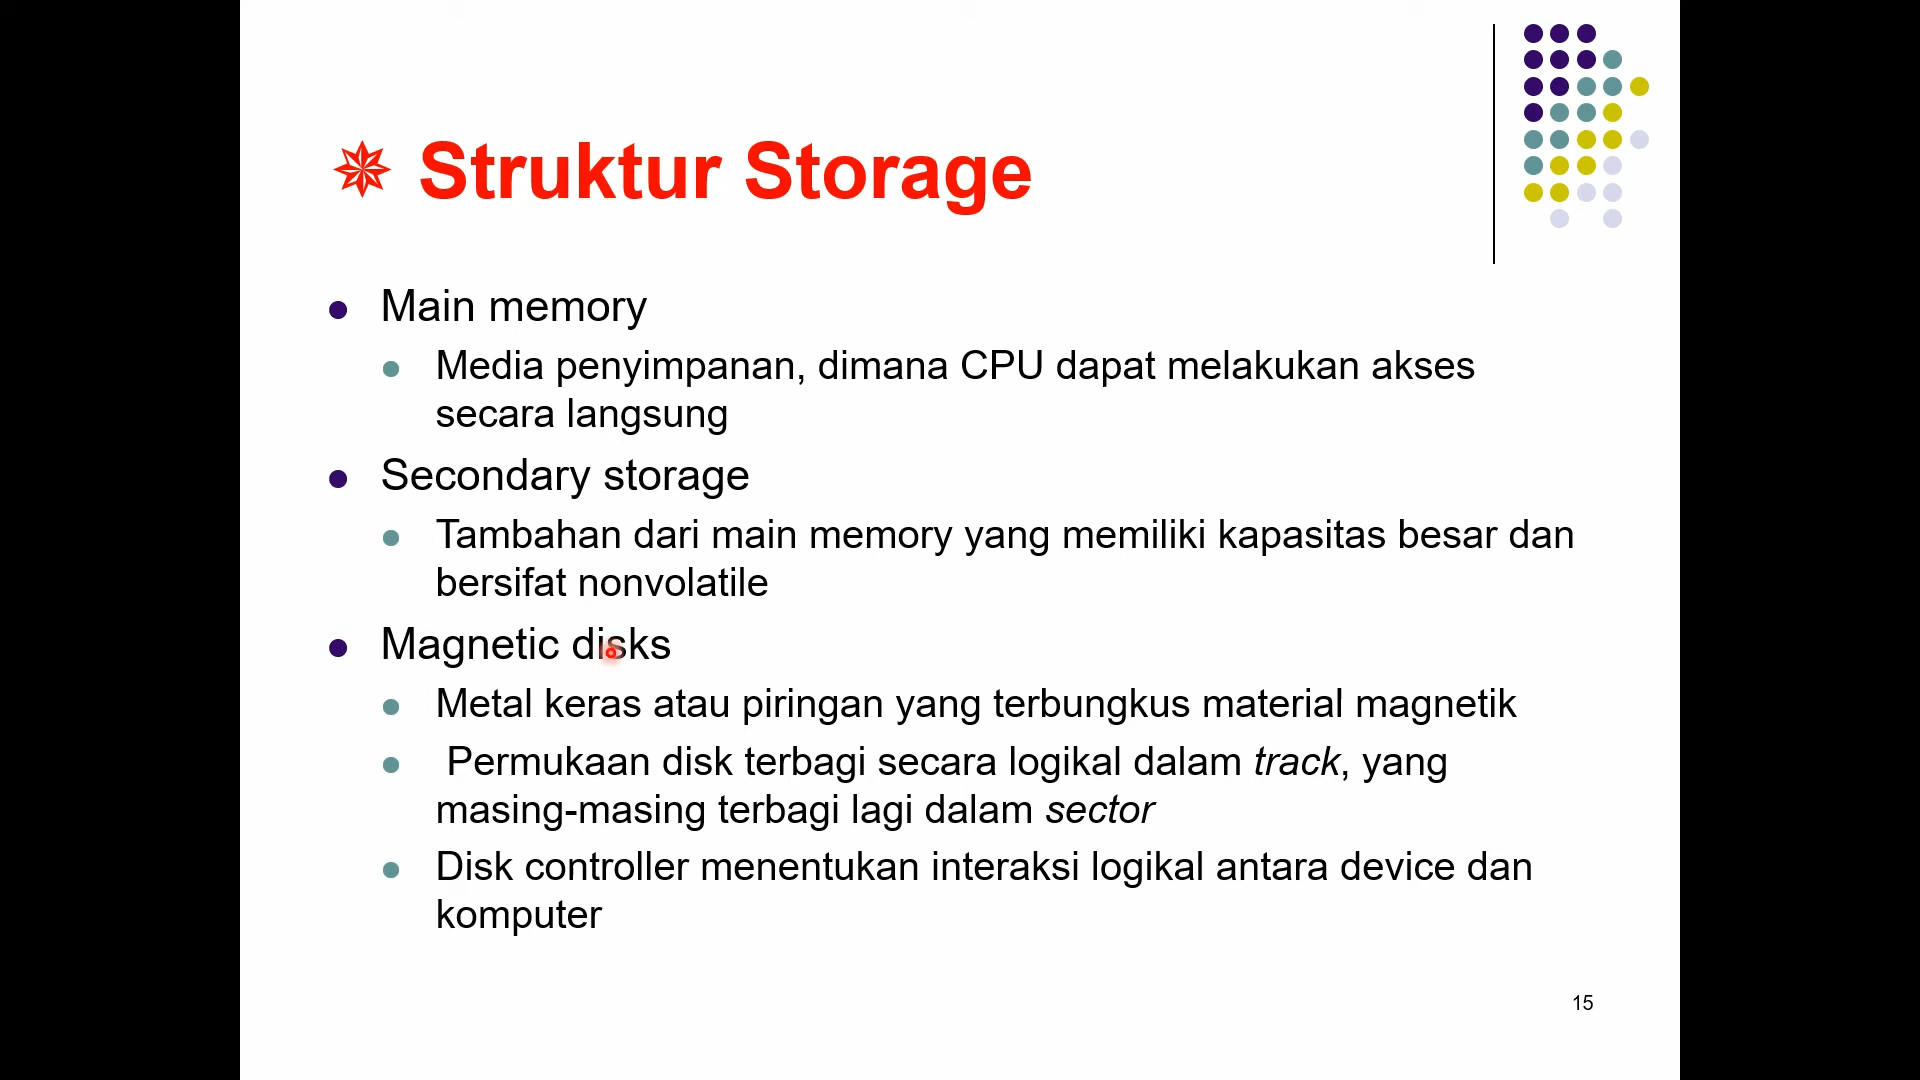 Struktur Storage
Main memory
Media penyimpanan, dimana CPU dapat melakukan akses
secara langsung
Secondary storage
Tambahan dari main memory yang memiliki kapasitas besar dan
bersifat nonvolatile
Magnetic disks
Metal keras atau piringan yang terbungkus material magnetik
Permukaan disk terbagi secara logikal dalam track, yang
masing-masing terbagi lagi dalam sector
Disk controller menentukan interaksi logikal antara device dan
komputer
15